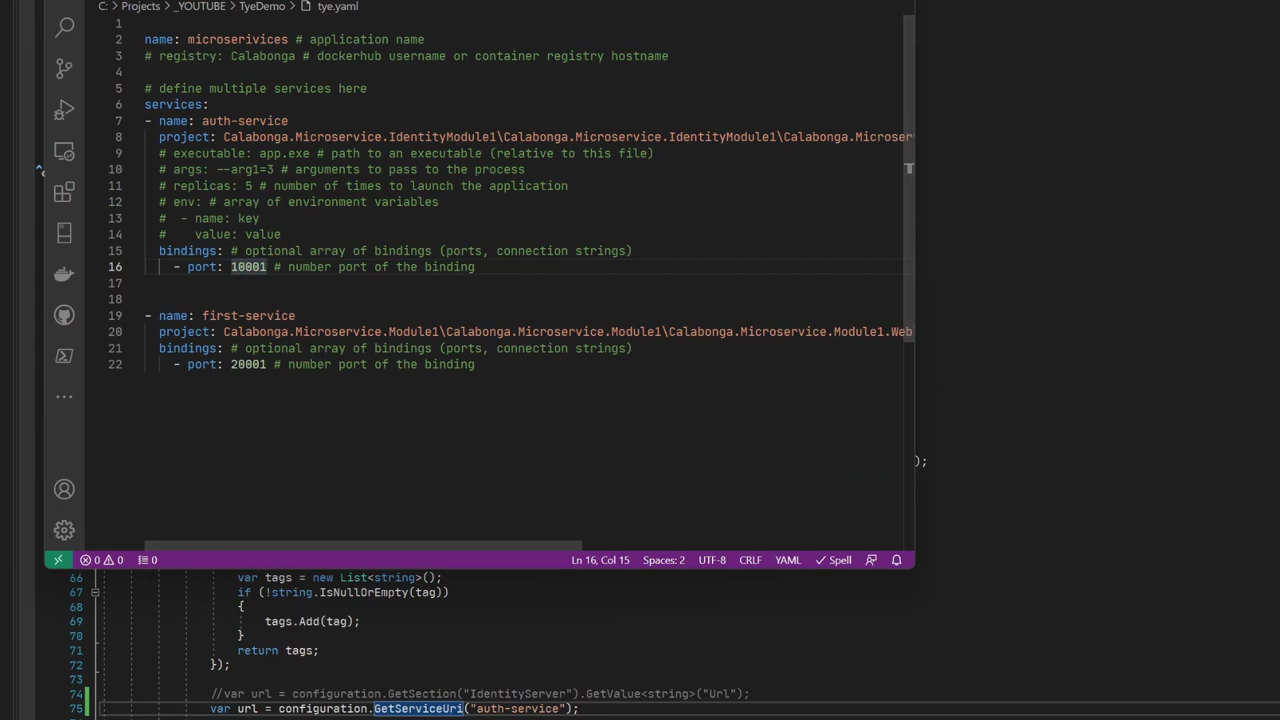 C: > Projects > _YOUTUBE > TyeDemo > tye.yaml
1
2 name: microserivices # application name
3 # registry: Calabonga # dockerhub username or container registry hostname
4
5 # define multiple services here
6 services:
7 - name: auth-service
8 project: Calabonga.Microservice.IdentityModule1\Calabonga.Microservice.IdentityModule1\Calabonga.Microser
9 # executable: app.exe # path to an executable (relative to this file)
10 # args: --arg1=3 # arguments to pass to the process
11 # replicas: 5 # number of times to launch the application
12 # env: # array of environment variables
13 # - name: key
14 # value: value
15 bindings: # optional array of bindings (ports, connection strings)
16 - port: 10001 # number port of the binding
17
18
19 - name: first-service
20 project: Calabonga.Microservice.Module1\Calabonga.Microservice.Module1\Calabonga.Microservice.Module1.Web
21 bindings: # optional array of bindings (ports, connection strings)
22 - port: 20001 # number port of the binding
);
0 0 0 Ln 16, Col 15 Spaces: 2 UTF-8 CRLF YAML Spell
66 var tags = new List<string>();
67 if (!string.IsNullOrEmpty(tag))
68 {
69 tags.Add(tag);
70 }
71 return tags;
72 });
73
74 //var url = configuration.GetSection("IdentityServer").GetValue<string>("Url");
75 var url = configuration.GetServiceUri("auth-service");